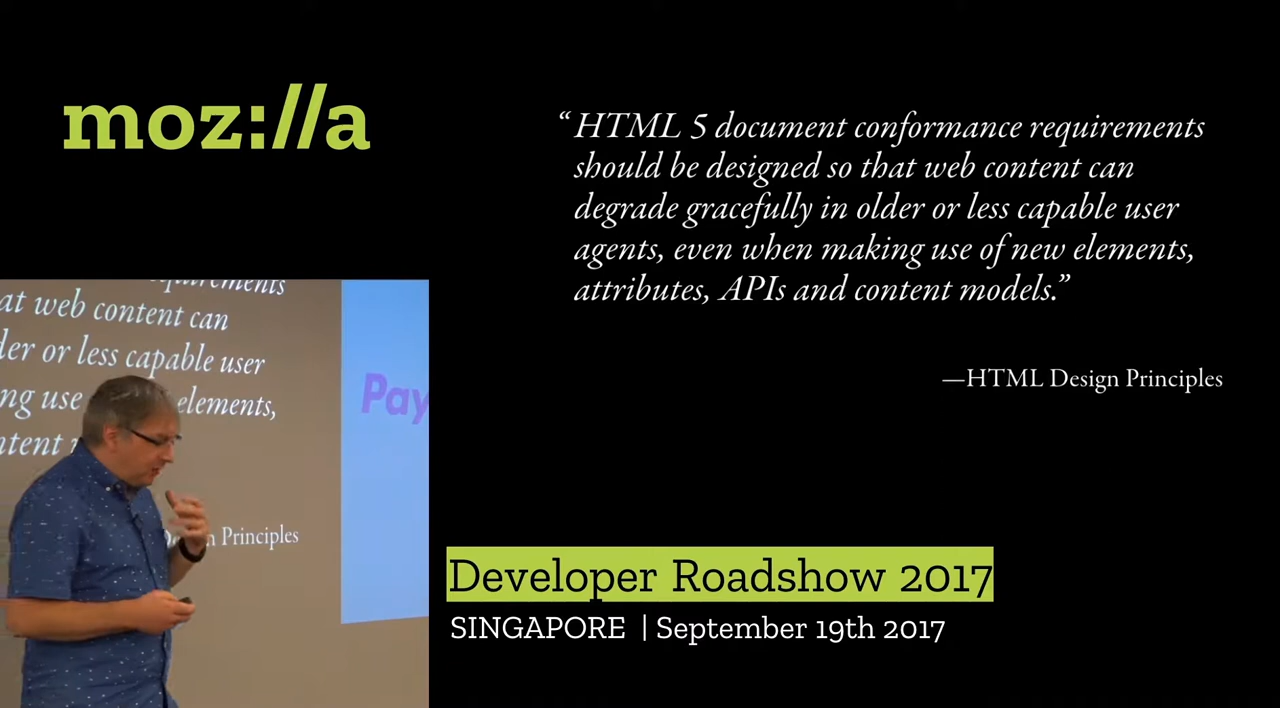 moz://a
“HTML 5 document conformance requirements
should be designed so that web content can
degrade gracefully in older or less capable user
agents, even when making use of new elements,
attributes, APIs and content models.”
—HTML Design Principles
at web content can
or less capable user
use
elements,
Principles
Pay
Developer Roadshow 2017
SINGAPORE | September 19th 2017